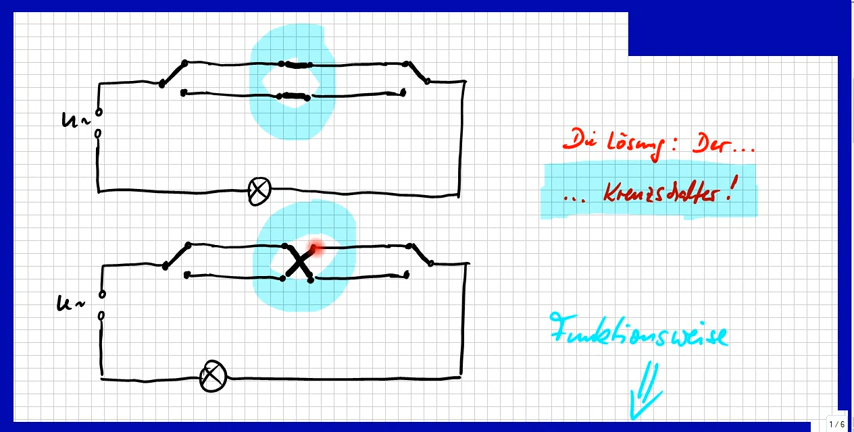 u~
Die Lösung: Der...
... Kreuzschalter!
u~
Funktionsweise
1 / 6